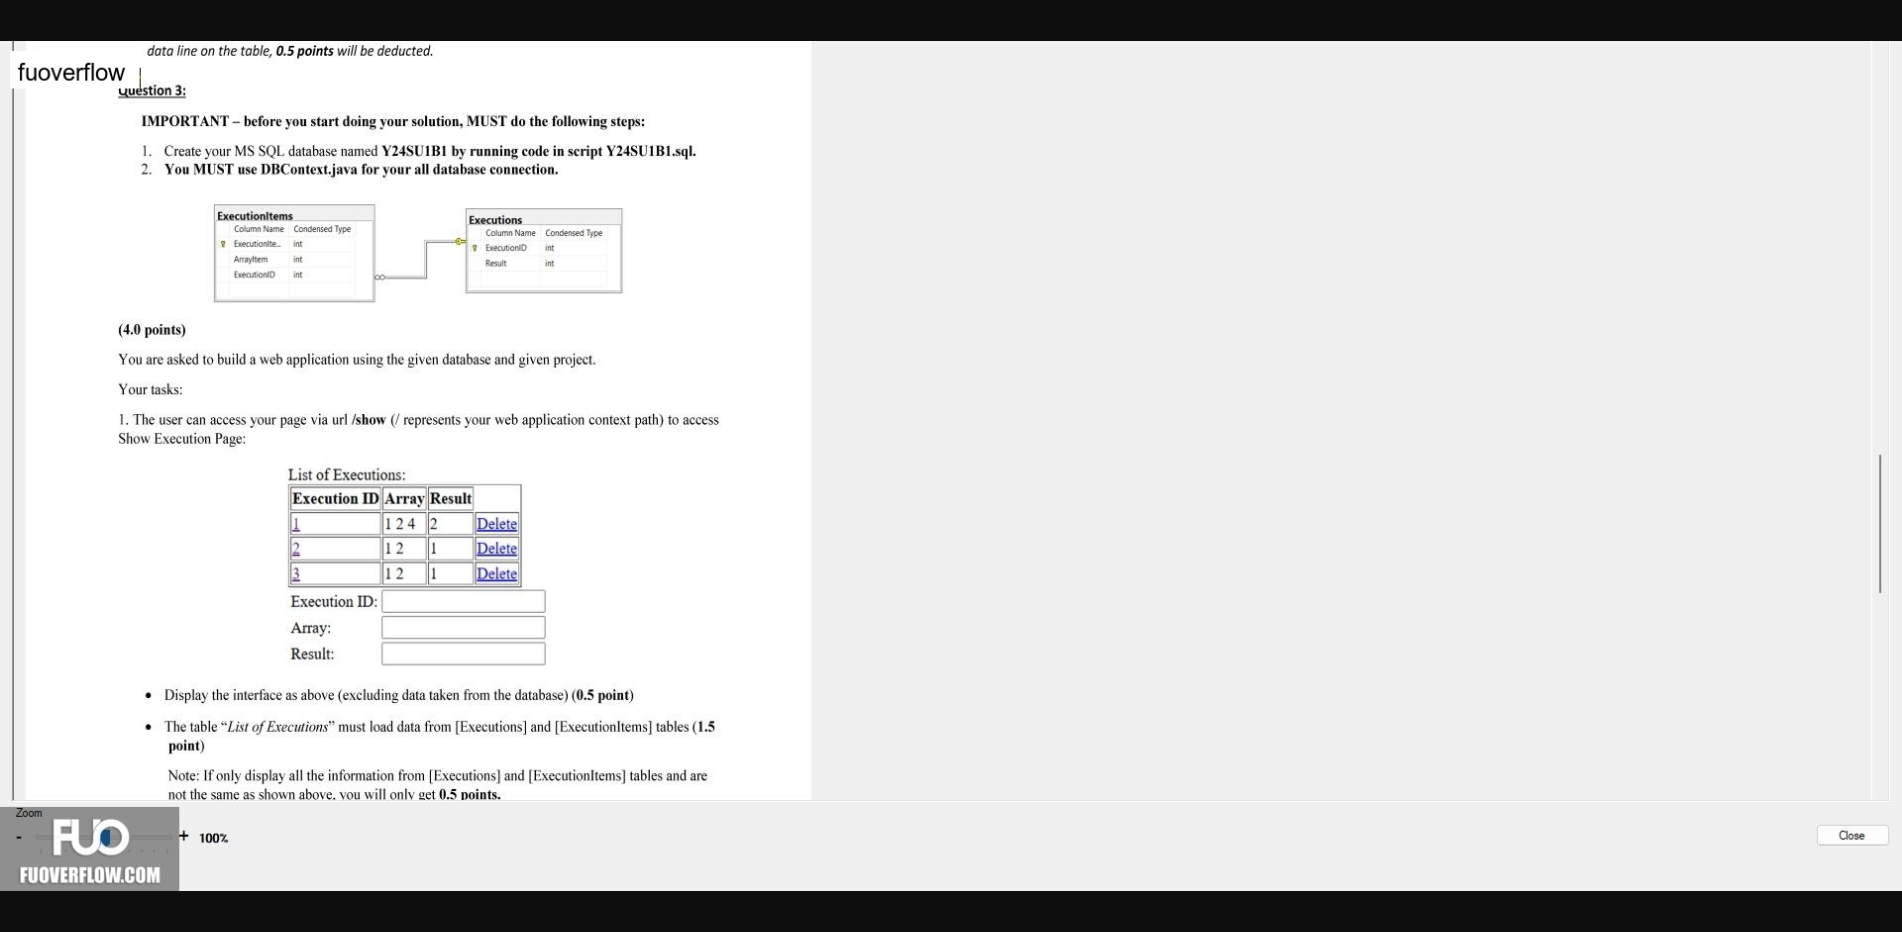 data line on the table, 0.5 points will be deducted.
fuoverflow
Question 3:
IMPORTANT – before you start doing your solution, MUST do the following steps:
1. Create your MS SQL database named Y24SU1B1 by running code in script Y24SU1B1.sql.
2. You MUST use DBContext.java for your all database connection.
ExecutionItems
Column Name Condensed Type
ExecutionIte... int
ArrayItem int
ExecutionID int
Executions
Column Name Condensed Type
ExecutionID int
Result int
(4.0 points)
You are asked to build a web application using the given database and given project.
Your tasks:
1. The user can access your page via url /show (/ represents your web application context path) to access
Show Execution Page:
List of Executions:
Execution ID Array Result
1 1 2 4 2 Delete
2 1 2 1 Delete
3 1 2 1 Delete
Execution ID:
Array:
Result:
• Display the interface as above (excluding data taken from the database) (0.5 point)
• The table “List of Executions” must load data from [Executions] and [ExecutionItems] tables (1.5
point)
Note: If only display all the information from [Executions] and [ExecutionItems] tables and are
not the same as shown above, you will only get 0.5 points.
Zoom
- + 100%
Close
FUO
FUOVERFLOW.COM